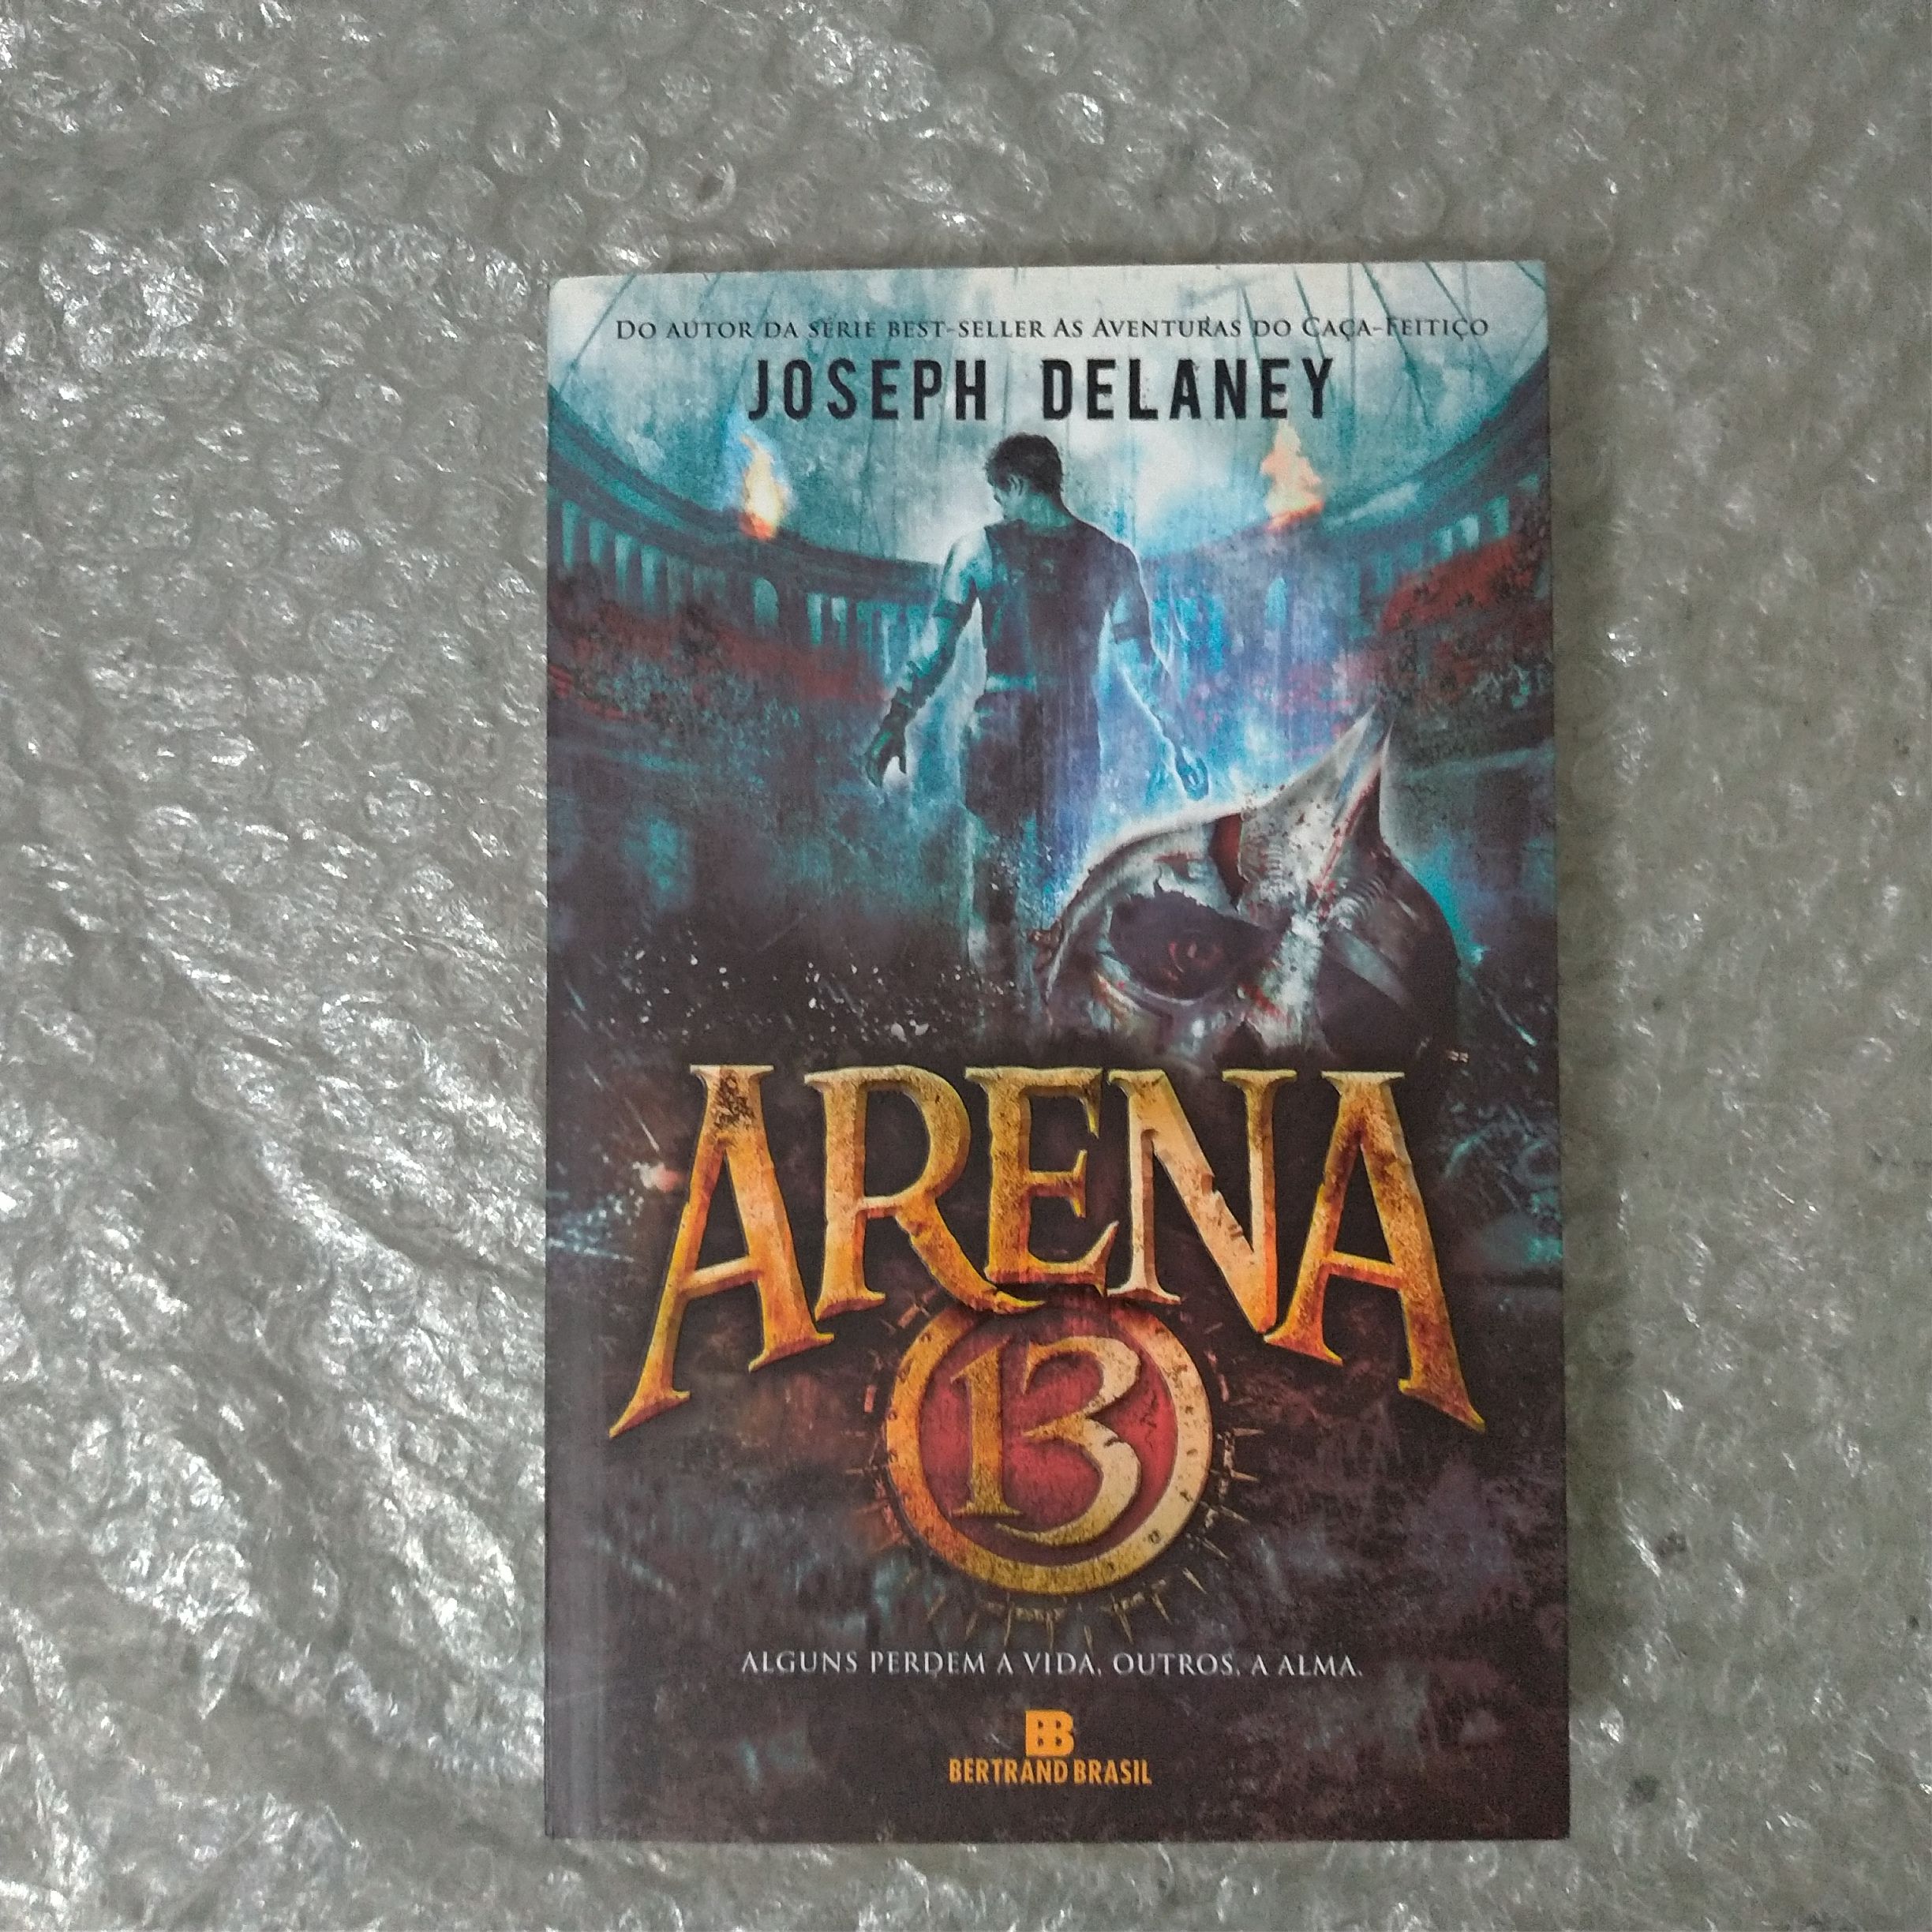 DO AUTOR DA SÉRIE BEST-SELLER AS AVENTURAS DO CAÇA-FEITIÇO
JOSEPH DELANEY
ARENA
13
ALGUNS PERDEM A VIDA. OUTROS, A ALMA.
BB
BERTRAND BRASIL